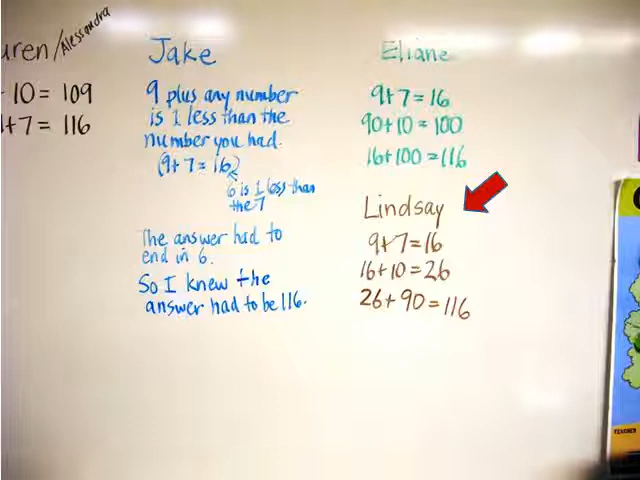 uren/Alessandra
10 = 109
+7 = 116
Jake
9 plus any number
is 1 less than the
number you had.
(9+7=16)
6 is 1 less than
the 7
The answer had to
end in 6.
So I knew the
answer had to be 116.
Eliane
9+7=16
90+10=100
16+100=116
Lindsay
9+7=16
16+10=26
26+90=116